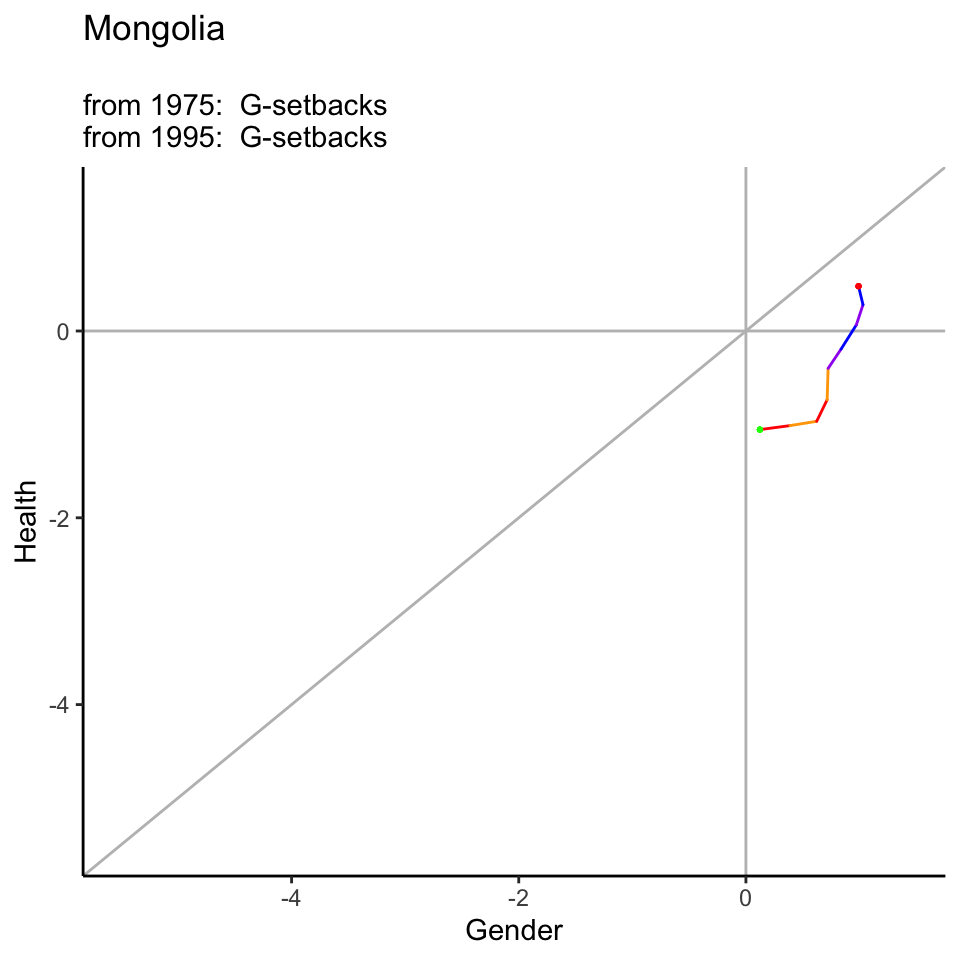 Mongolia
from 1975:  G-setbacks
from 1995:  G-setbacks
Health
0
-2
-4
-4
-2
0
Gender